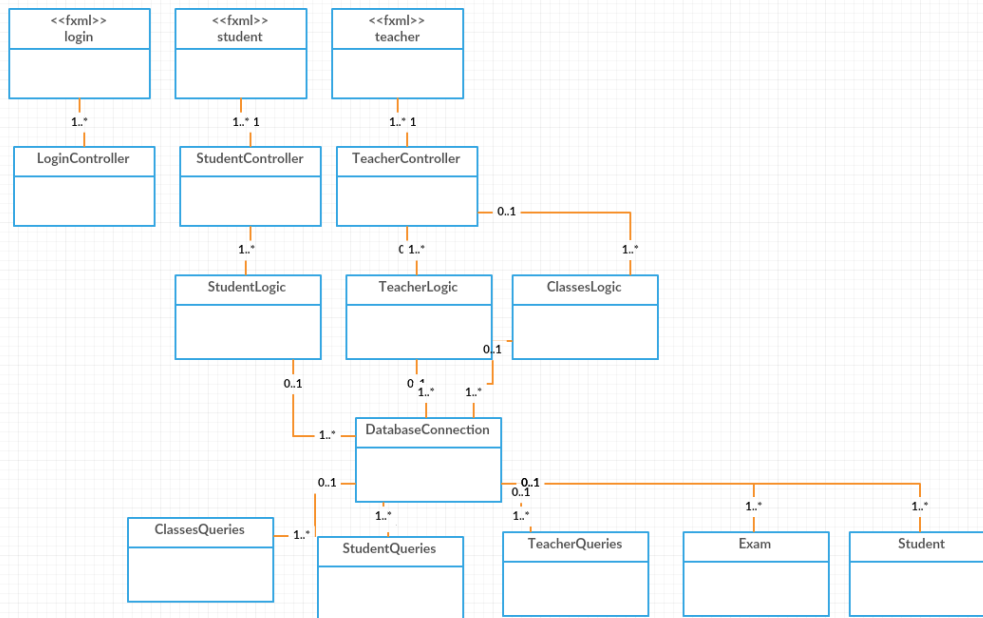 <<fxml>>
login
<<fxml>>
student
<<fxml>>
teacher
1..*
1..* 1
1..* 1
LoginController
StudentController
TeacherController
0..1
1..*
1..*
1..*
StudentLogic
TeacherLogic
ClassesLogic
0..1
0..1
1..*
1..*
1..*
DatabaseConnection
0..1
0..1
0..1
1..*
1..*
1..*
1..*
1..*
ClassesQueries
StudentQueries
TeacherQueries
Exam
Student